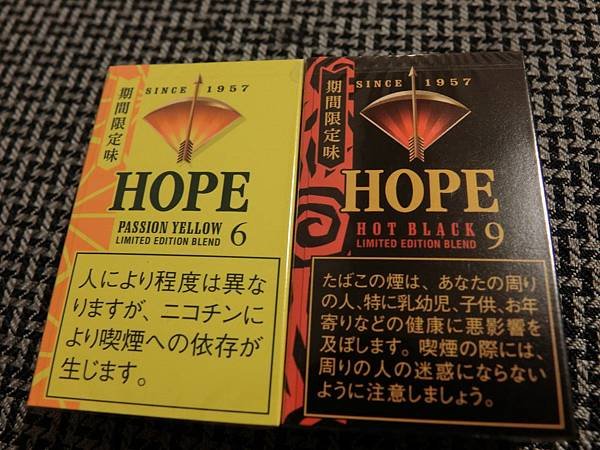 期間限定味
SINCE 1957
HOPE
PASSION YELLOW
LIMITED EDITION BLEND 6
人により程度は異な
りますが、ニコチンに
より喫煙への依存が
生じます。
期間限定味
SINCE 1957
HOPE
HOT BLACK
LIMITED EDITION BLEND 9
たばこの煙は、あなたの周り
の人、特に乳幼児、子供、お年
寄りなどの健康に悪影響を
及ぼします。喫煙の際には、
周りの人の迷惑にならない
ように注意しましょう。